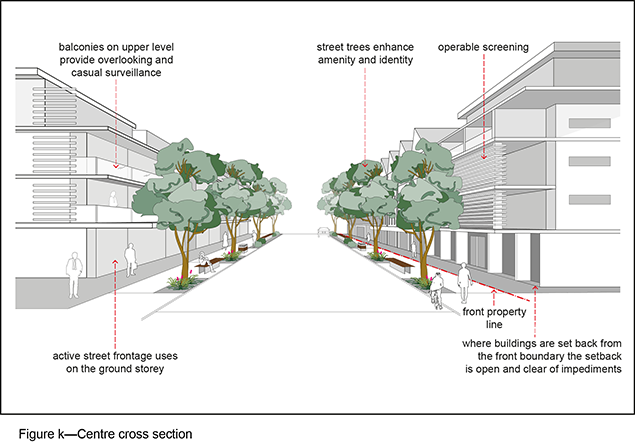 balconies on upper level
provide overlooking and
casual surveillance
street trees enhance
amenity and identity
operable screening
front property
line
active street frontage uses
on the ground storey
where buildings are set back from
the front boundary the setback
is open and clear of impediments
Figure k—Centre cross section